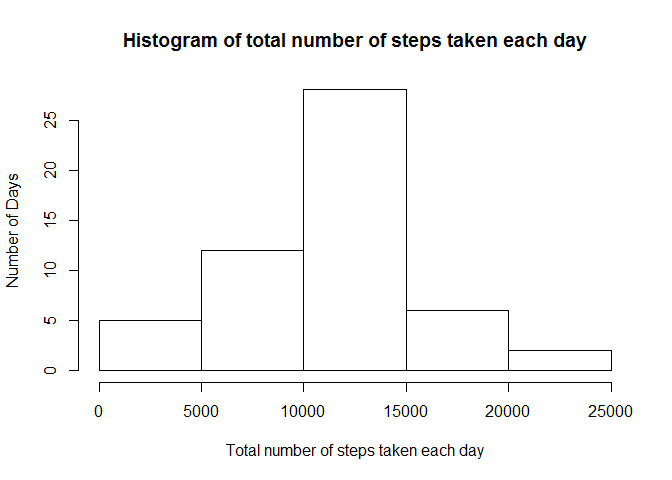 Histogram of total number of steps taken each day
Number of Days
25
20
15
10
5
0
0 5000 10000 15000 20000 25000
Total number of steps taken each day